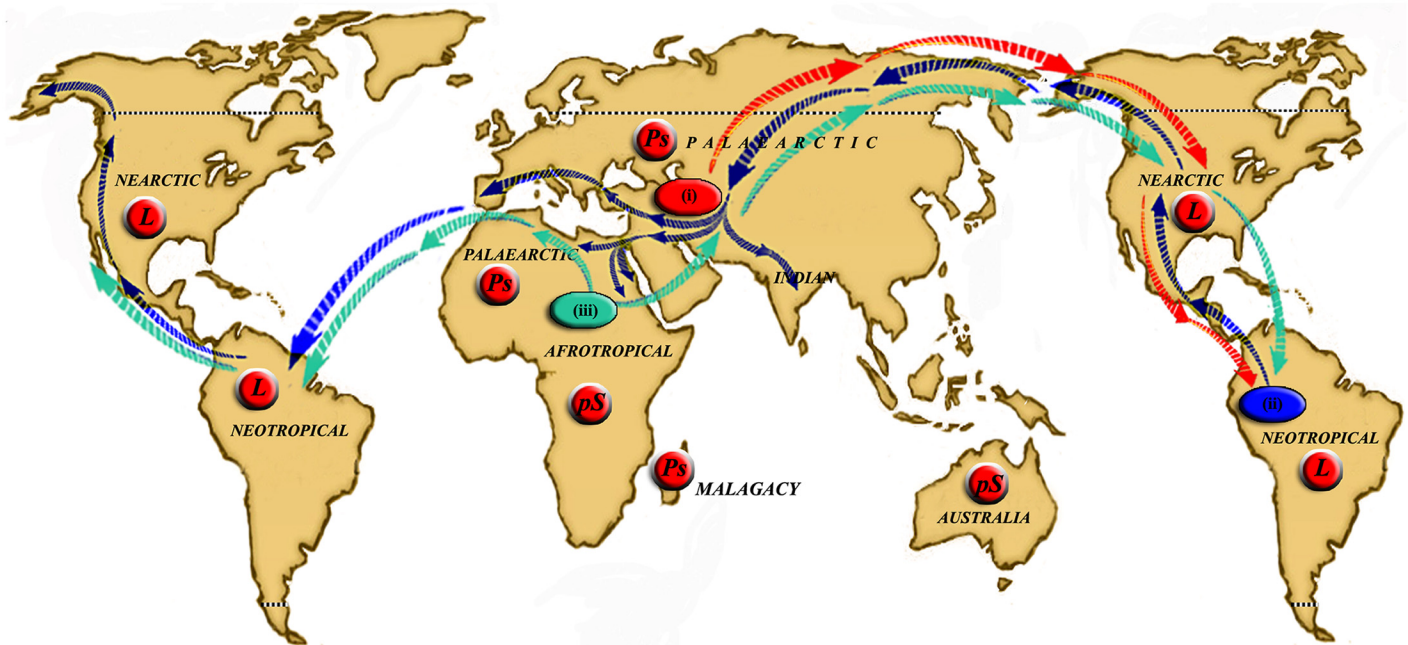 Ps
PALAEARCTIC
NEARCTIC
L
(i)
NEARCTIC
L
PALAEARCTIC
Ps
INDIAN
(iii)
AFROTROPICAL
L
NEOTROPICAL
pS
(ii)
NEOTROPICAL
L
Ps
MALAGACY
pS
AUSTRALIA